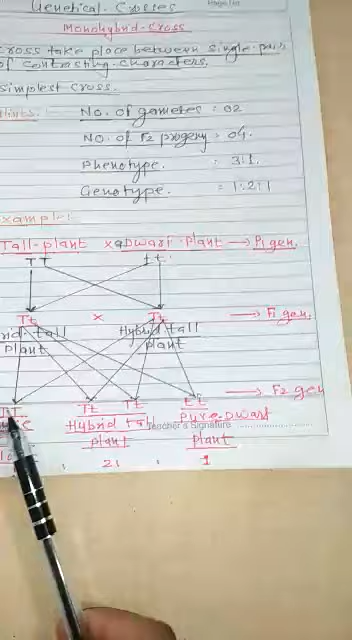 Genetical Crosses
Monohybrid Cross
Cross take place between single pair
of contrasting characters.
simplest cross.
Hints: No. of gametes : 02
No. of F2 progeny : 04.
Phenotype. : 3:1.
Genotype. : 1:2:1
Example:
Tall plant x a Dwarf plant → P1 gen.
TT tt
Tt x Tt → F1 gen.
Hybrid tall
plant Plant
→ F2 gen
TT Tt Tt tt
Hybrid tall Pure Dwarf
Teacher's Signature
plant plant
: 2 : 1